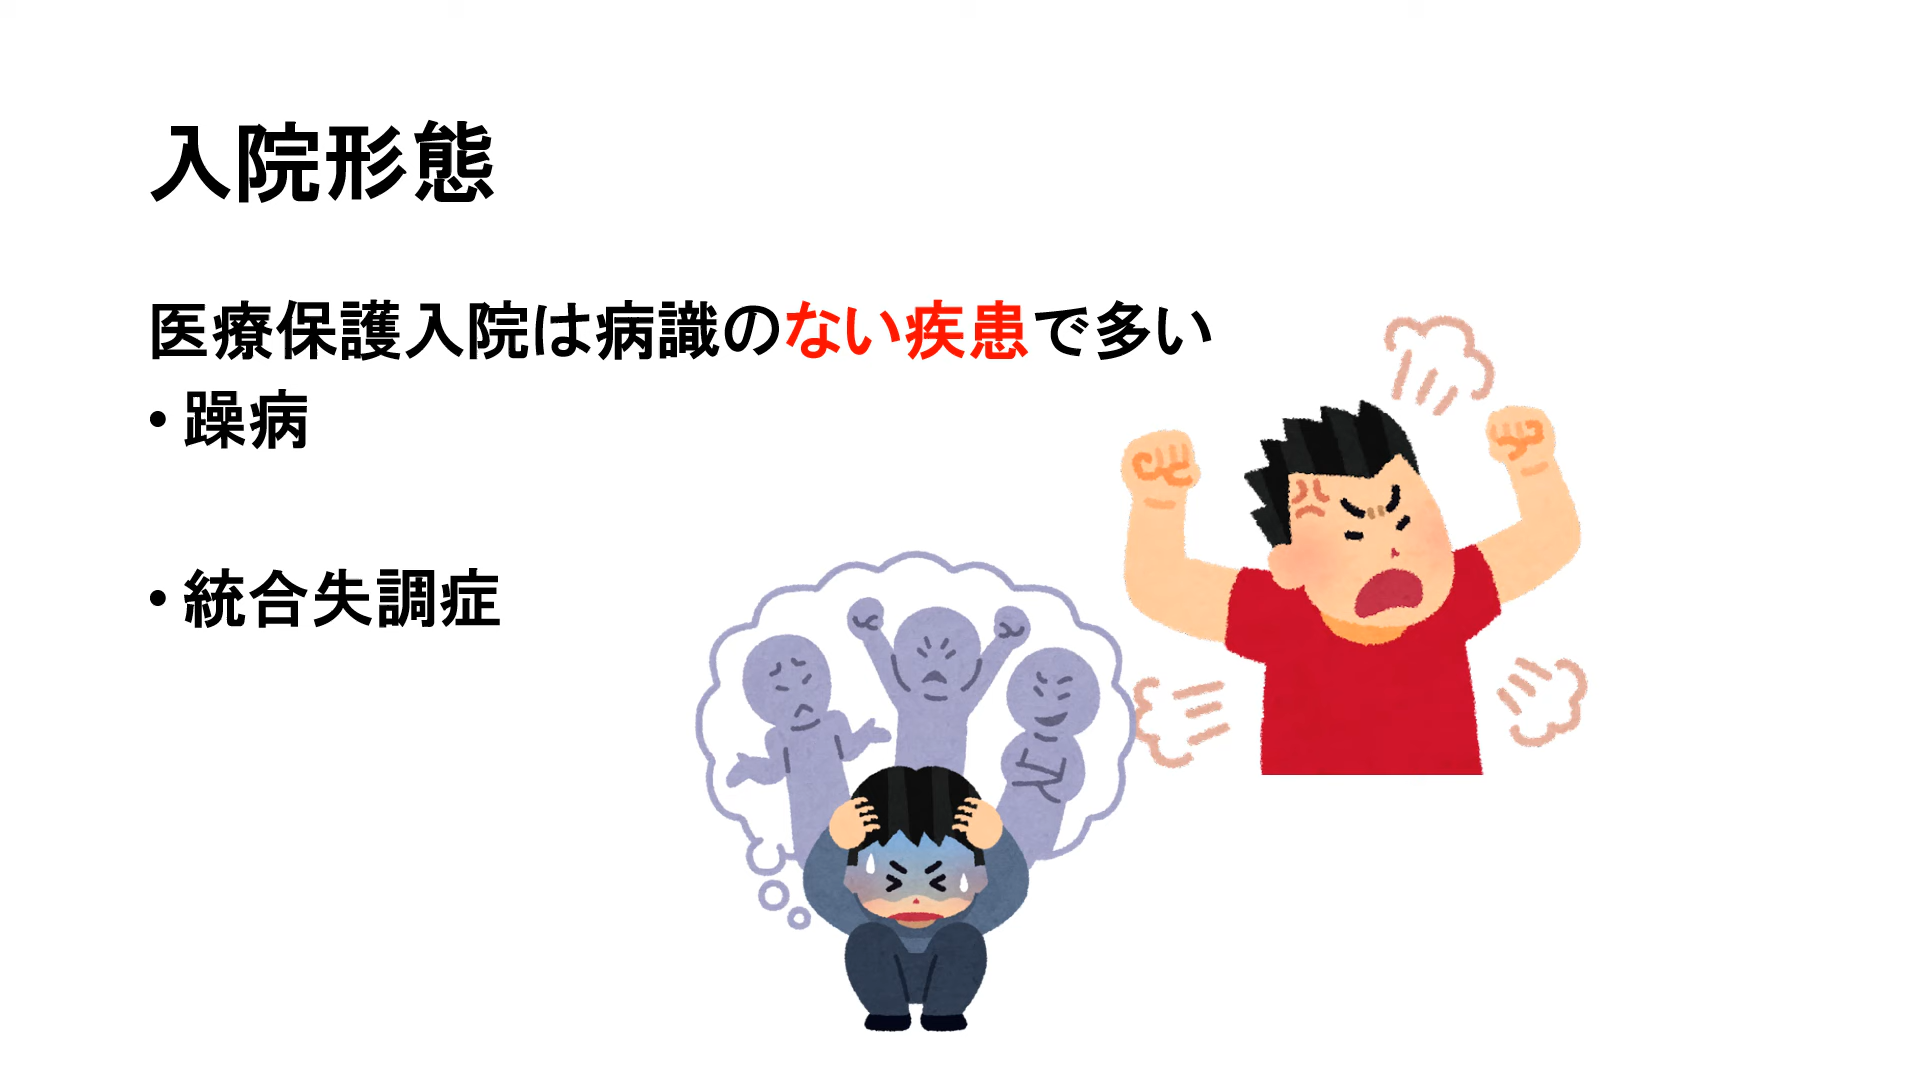 入院形態
医療保護入院は病識のない疾患で多い
•躁病
•統合失調症